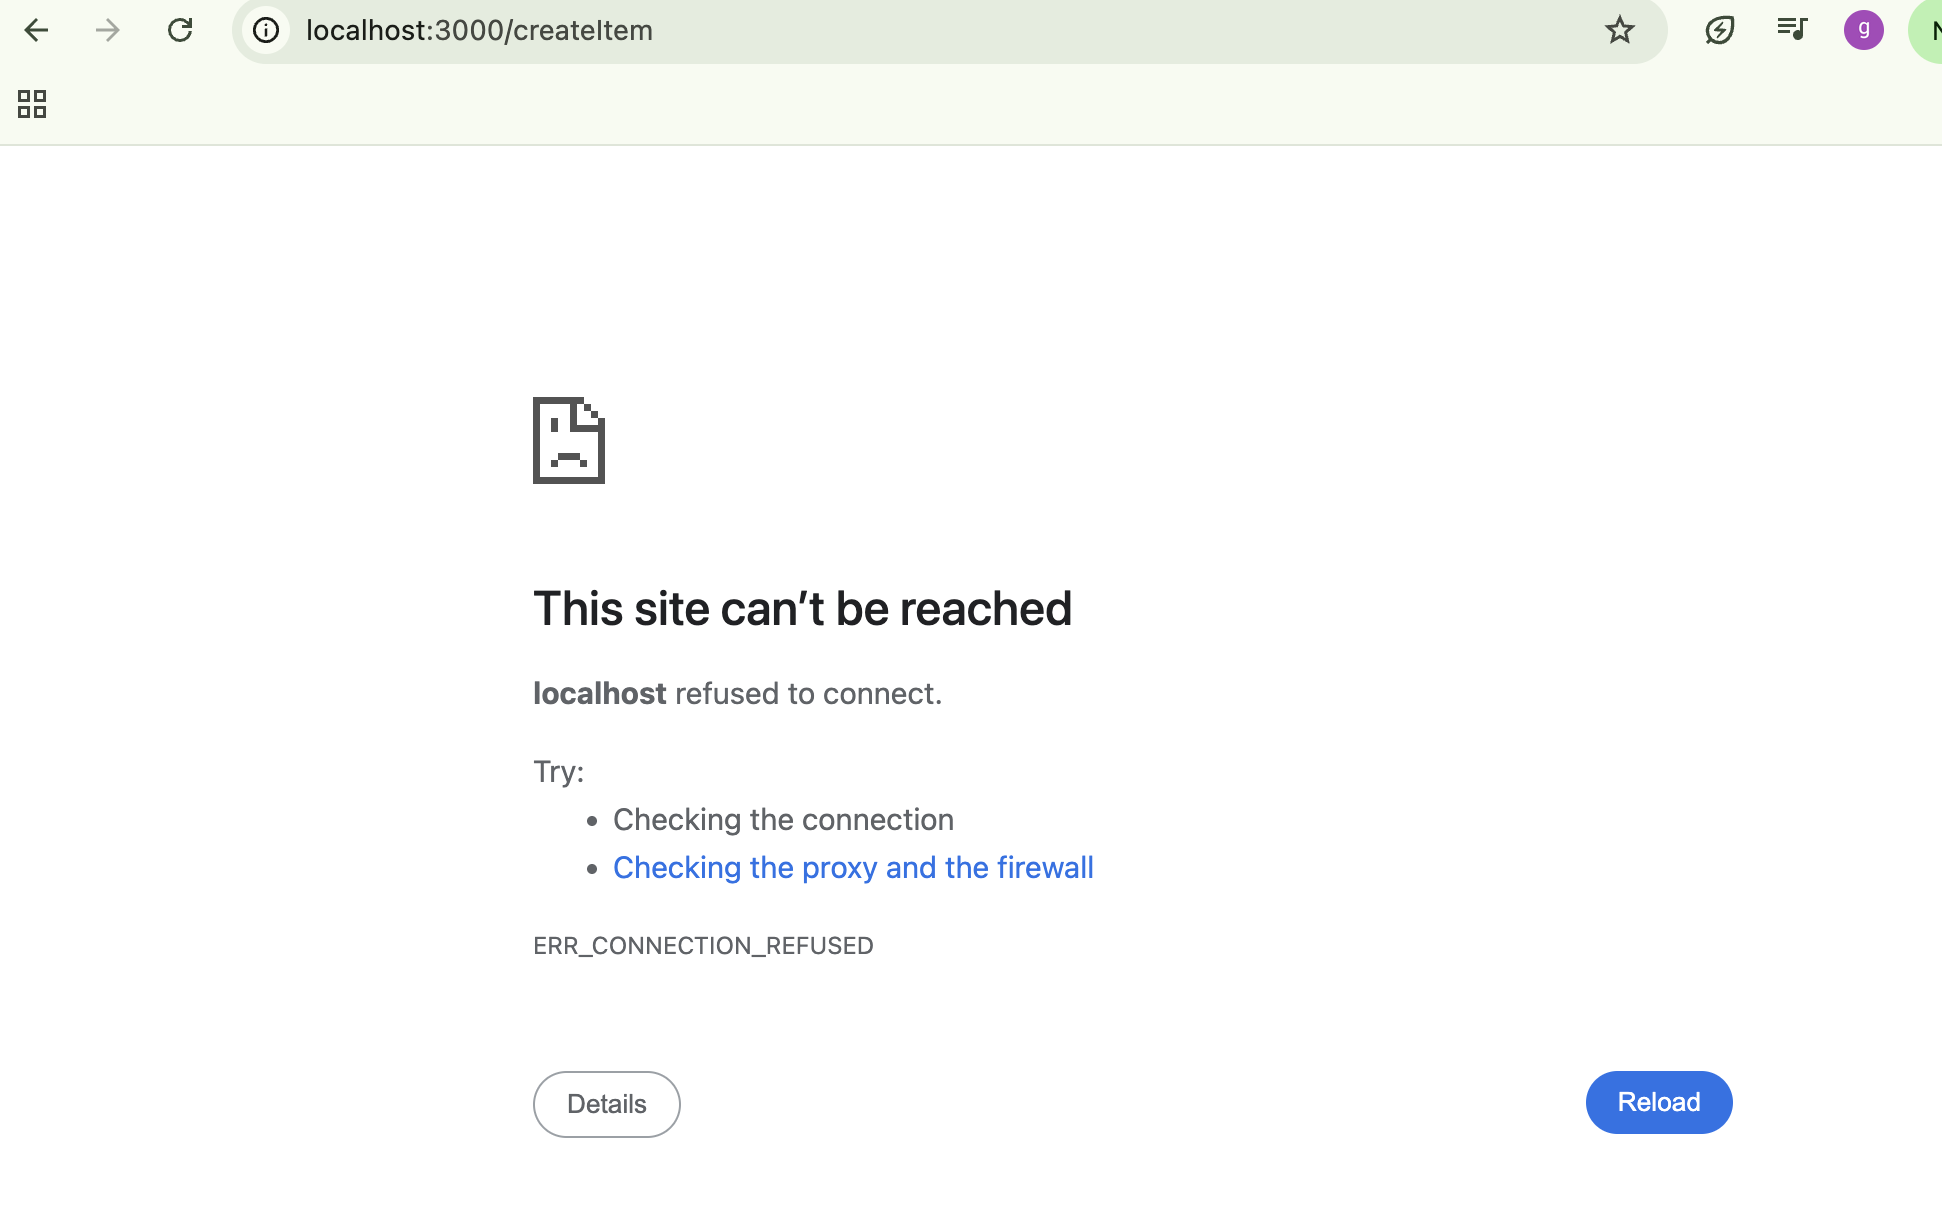 localhost:3000/createItem
g
N
This site can’t be reached
localhost refused to connect.
Try:
• Checking the connection
• Checking the proxy and the firewall
ERR_CONNECTION_REFUSED
Details
Reload